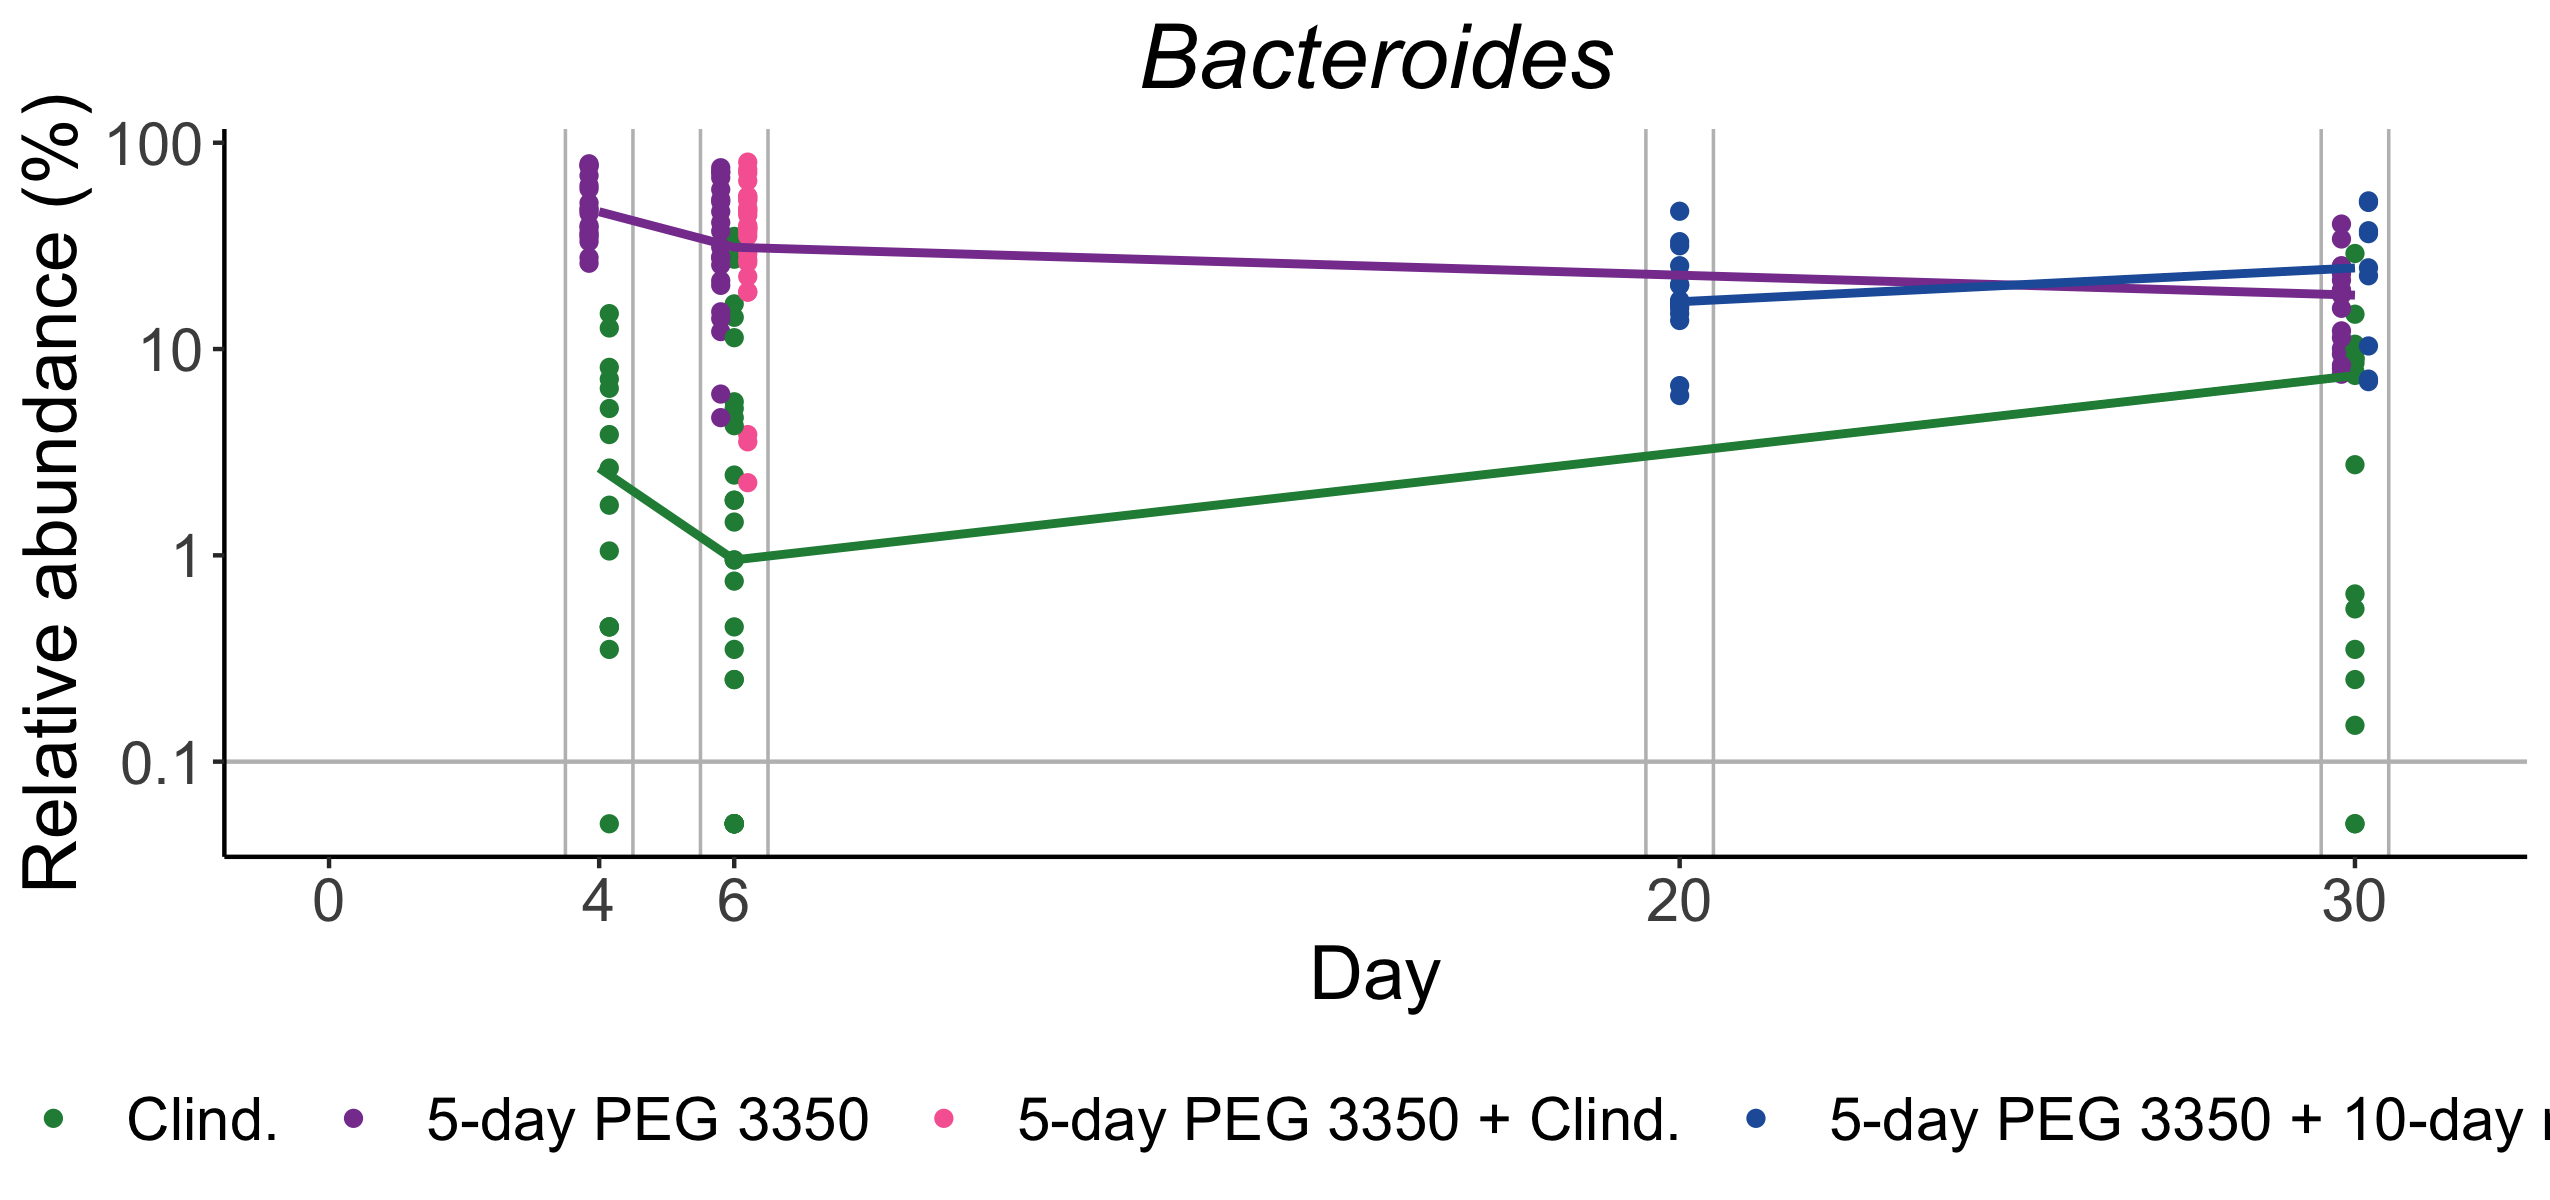 Bacteroides
Relative abundance (%)
100
10
1
0.1
0 4 6 20 30
Day
Clind. 5-day PEG 3350 5-day PEG 3350 + Clind. 5-day PEG 3350 + 10-day